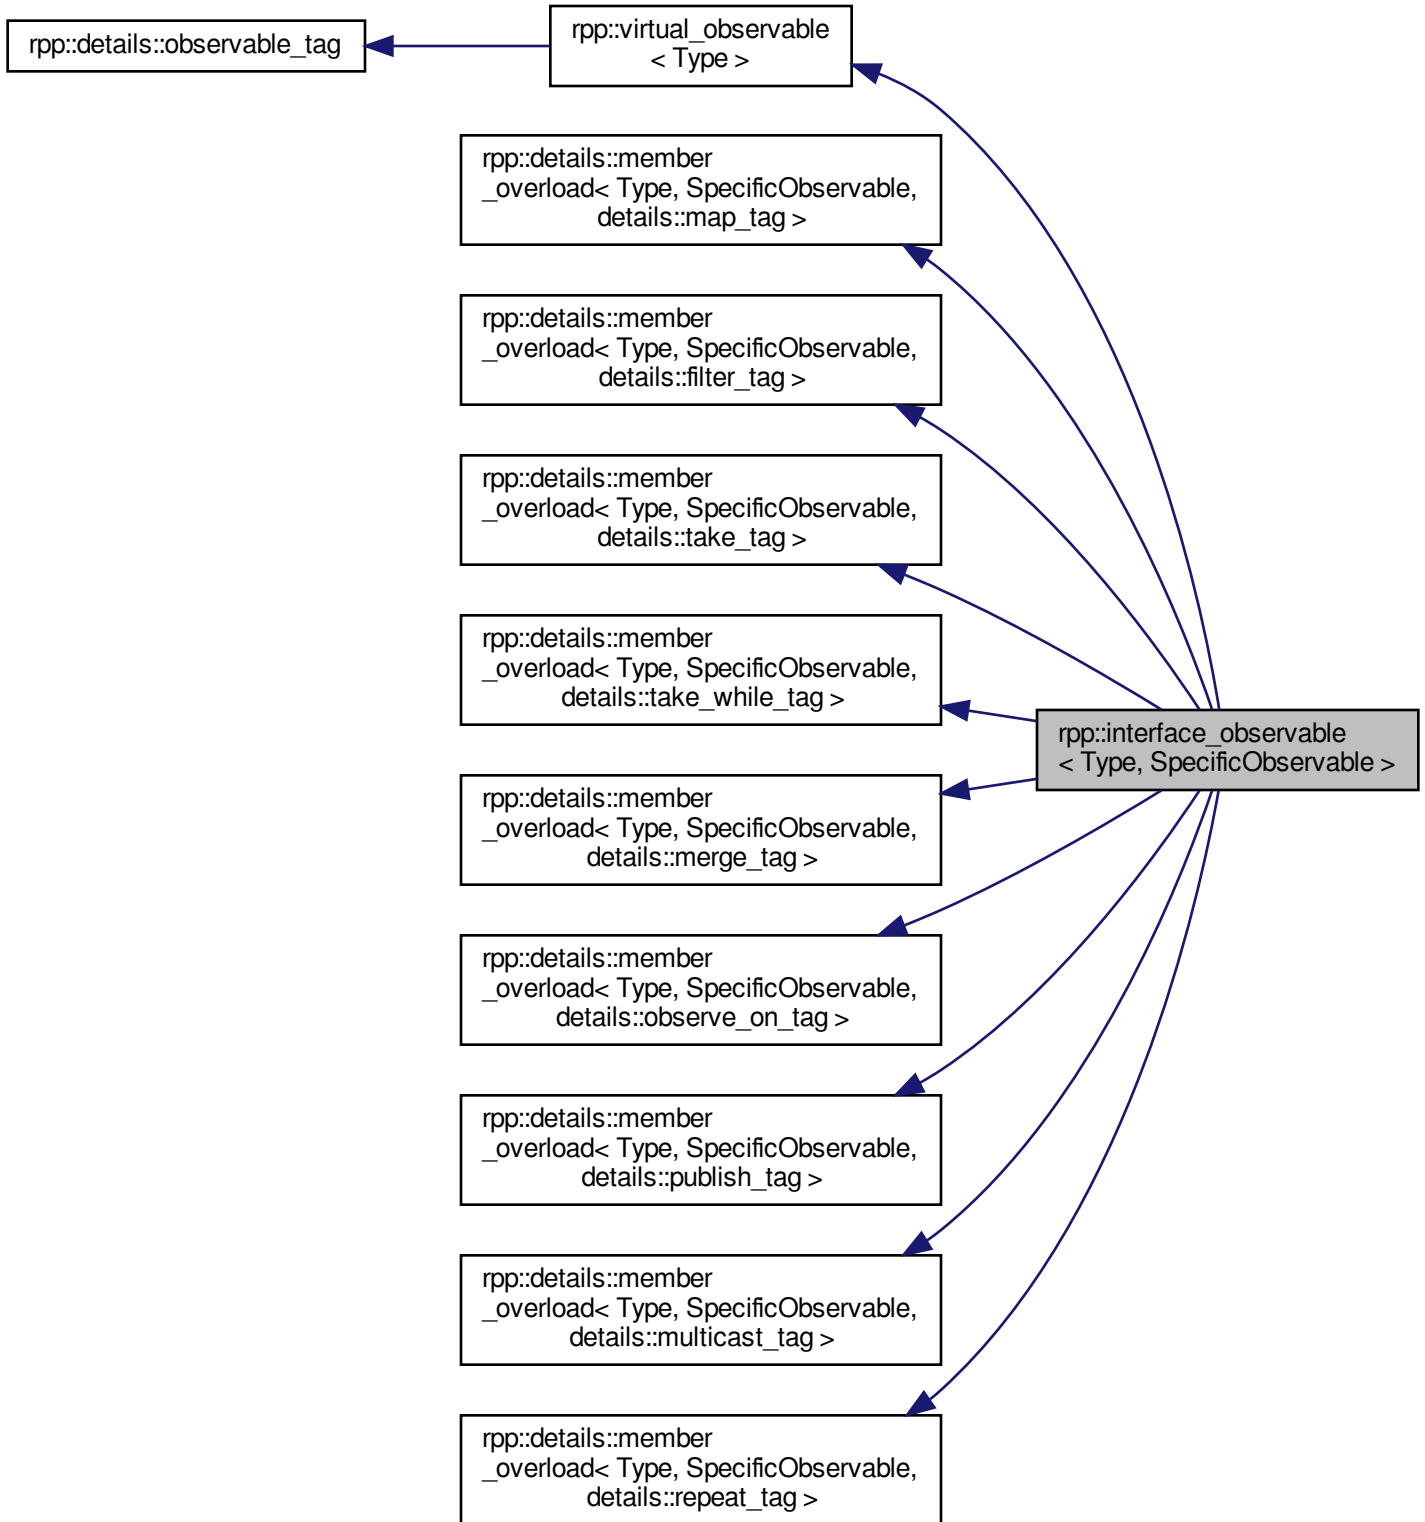 rpp::details::observable_tag
rpp::virtual_observable
< Type >
rpp::details::member
_overload< Type, SpecificObservable,
details::map_tag >
rpp::details::member
_overload< Type, SpecificObservable,
details::filter_tag >
rpp::details::member
_overload< Type, SpecificObservable,
details::take_tag >
rpp::details::member
_overload< Type, SpecificObservable,
details::take_while_tag >
rpp::interface_observable
< Type, SpecificObservable >
rpp::details::member
_overload< Type, SpecificObservable,
details::merge_tag >
rpp::details::member
_overload< Type, SpecificObservable,
details::observe_on_tag >
rpp::details::member
_overload< Type, SpecificObservable,
details::publish_tag >
rpp::details::member
_overload< Type, SpecificObservable,
details::multicast_tag >
rpp::details::member
_overload< Type, SpecificObservable,
details::repeat_tag >